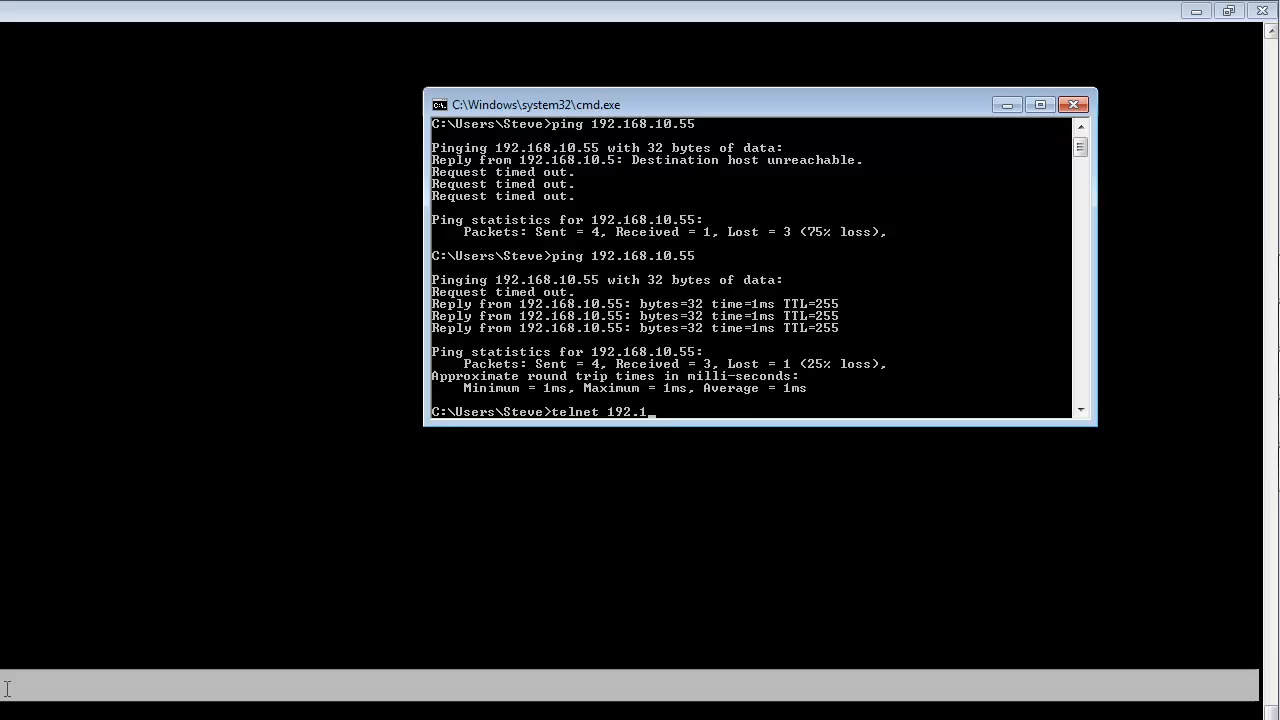 C:\Windows\system32\cmd.exe
C:\Users\Steve>ping 192.168.10.55
Pinging 192.168.10.55 with 32 bytes of data:
Reply from 192.168.10.5: Destination host unreachable.
Request timed out.
Request timed out.
Request timed out.
Ping statistics for 192.168.10.55:
Packets: Sent = 4, Received = 1, Lost = 3 (75% loss),
C:\Users\Steve>ping 192.168.10.55
Pinging 192.168.10.55 with 32 bytes of data:
Request timed out.
Reply from 192.168.10.55: bytes=32 time=1ms TTL=255
Reply from 192.168.10.55: bytes=32 time=1ms TTL=255
Reply from 192.168.10.55: bytes=32 time=1ms TTL=255
Ping statistics for 192.168.10.55:
Packets: Sent = 4, Received = 3, Lost = 1 (25% loss),
Approximate round trip times in milli-seconds:
Minimum = 1ms, Maximum = 1ms, Average = 1ms
C:\Users\Steve>telnet 192.1_